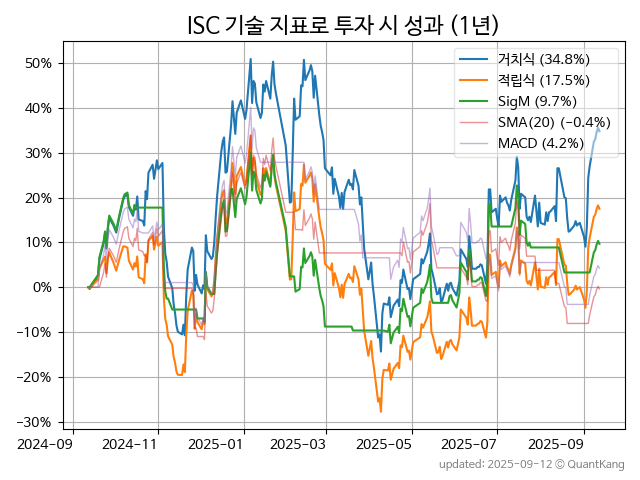 ISC 기술 지표로 투자 시 성과 (1년)
거치식 (34.8%)
적립식 (17.5%)
SigM (9.7%)
SMA(20) (−0.4%)
MACD (4.2%)
50%
40%
30%
20%
10%
0%
−10%
−20%
−30%
2024-09 2024-11 2025-01 2025-03 2025-05 2025-07 2025-09
updated: 2025-09-12 ⓒ QuantKang